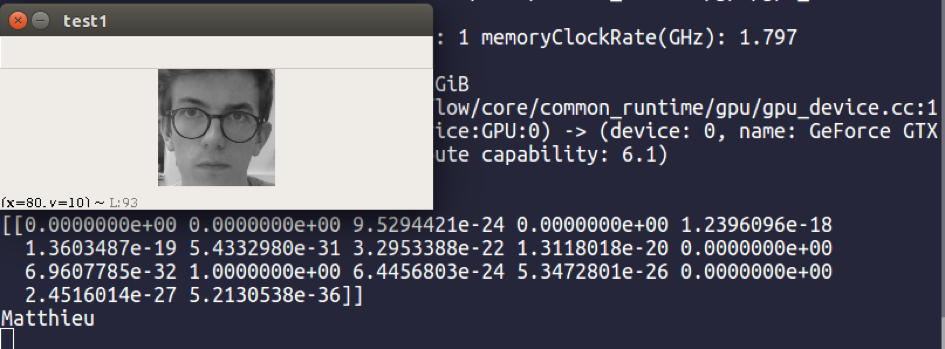 test1
: 1 memoryClockRate(GHz): 1.797
GiB
low/core/common_runtime/gpu/gpu_device.cc:1
ice:GPU:0) -> (device: 0, name: GeForce GTX
ute capability: 6.1)
(x=80, y=10) ~ L:93
[[0.0000000e+00 0.0000000e+00 9.5294421e-24 0.0000000e+00 1.2396096e-18
1.3603487e-19 5.4332980e-31 3.2953388e-22 1.3118018e-20 0.0000000e+00
6.9607785e-32 1.0000000e+00 6.4456803e-24 5.3472801e-26 0.0000000e+00
2.4516014e-27 5.2130538e-36]]
Matthieu